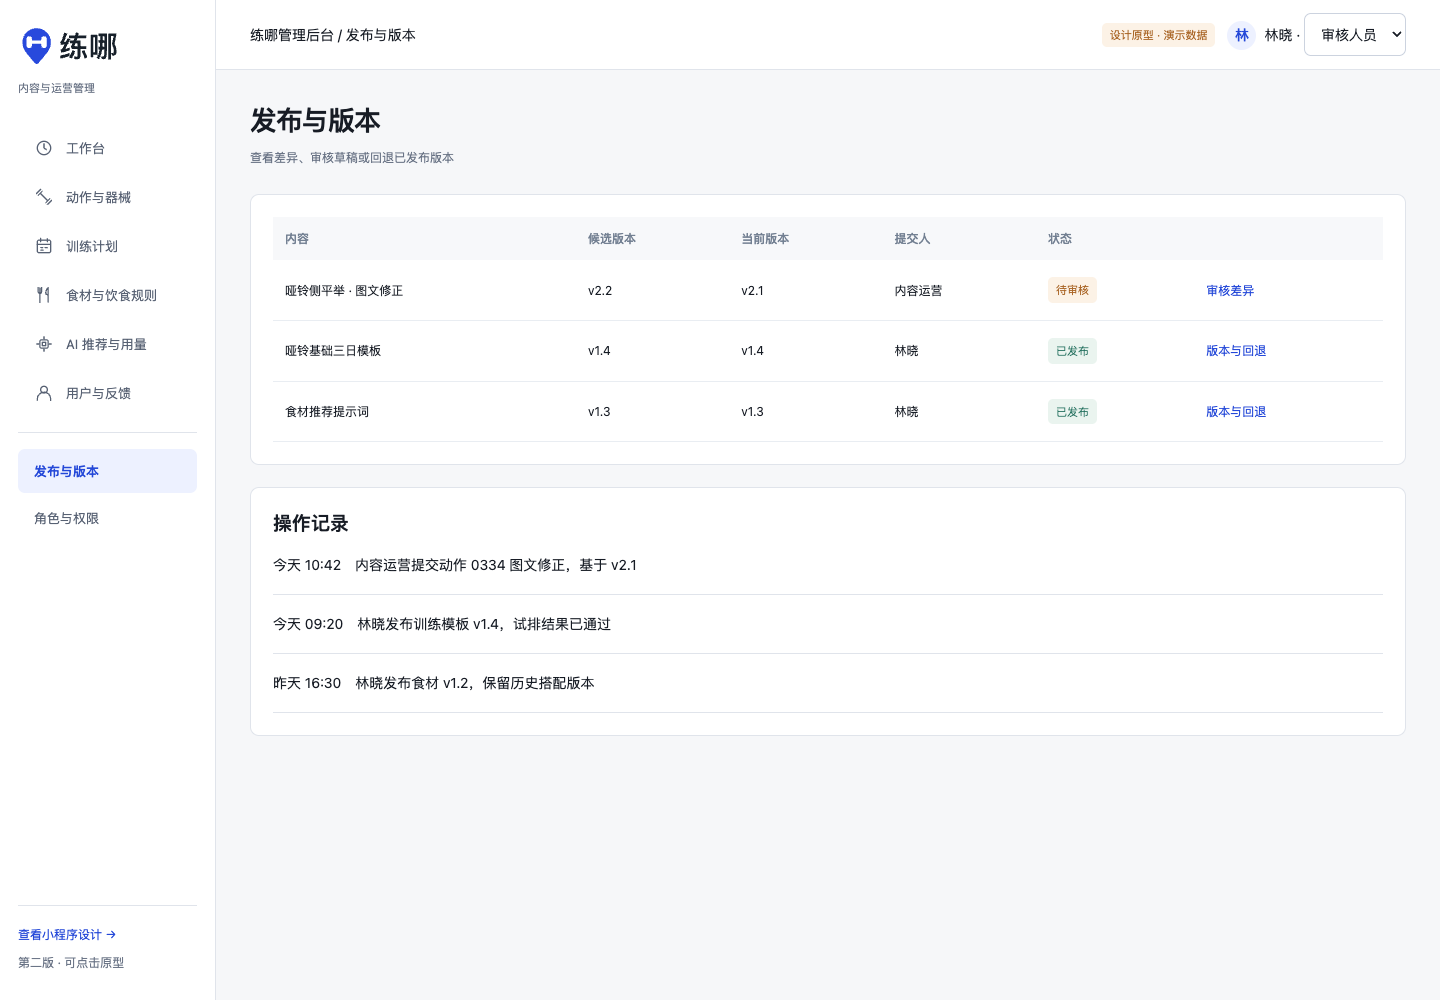 练哪
内容与运营管理
工作台
动作与器械
训练计划
食材与饮食规则
AI 推荐与用量
用户与反馈
发布与版本
角色与权限
查看小程序设计 →
第二版 · 可点击原型
练哪管理后台 / 发布与版本
设计原型 · 演示数据
林 林晓 · 审核人员
发布与版本
查看差异、审核草稿或回退已发布版本
内容 候选版本 当前版本 提交人 状态
哑铃侧平举 · 图文修正 v2.2 v2.1 内容运营 待审核 审核差异
哑铃基础三日模板 v1.4 v1.4 林晓 已发布 版本与回退
食材推荐提示词 v1.3 v1.3 林晓 已发布 版本与回退
操作记录
今天 10:42 内容运营提交动作 0334 图文修正，基于 v2.1
今天 09:20 林晓发布训练模板 v1.4，试排结果已通过
昨天 16:30 林晓发布食材 v1.2，保留历史搭配版本